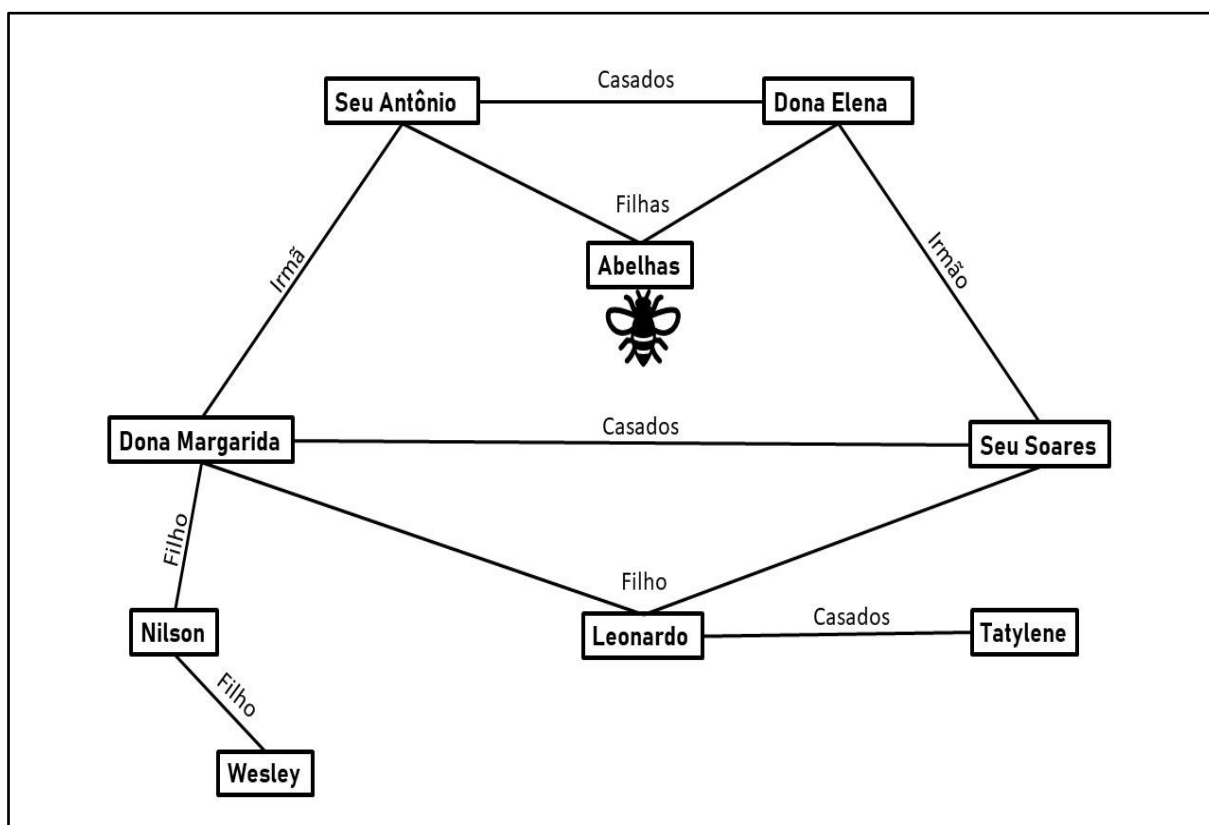 Casados
Seu Antônio
Dona Elena
Filhas
Abelhas
Irmã
Irmão
Dona Margarida
Casados
Seu Soares
Filho
Filho
Nilson
Leonardo
Casados
Tatylene
Filho
Wesley